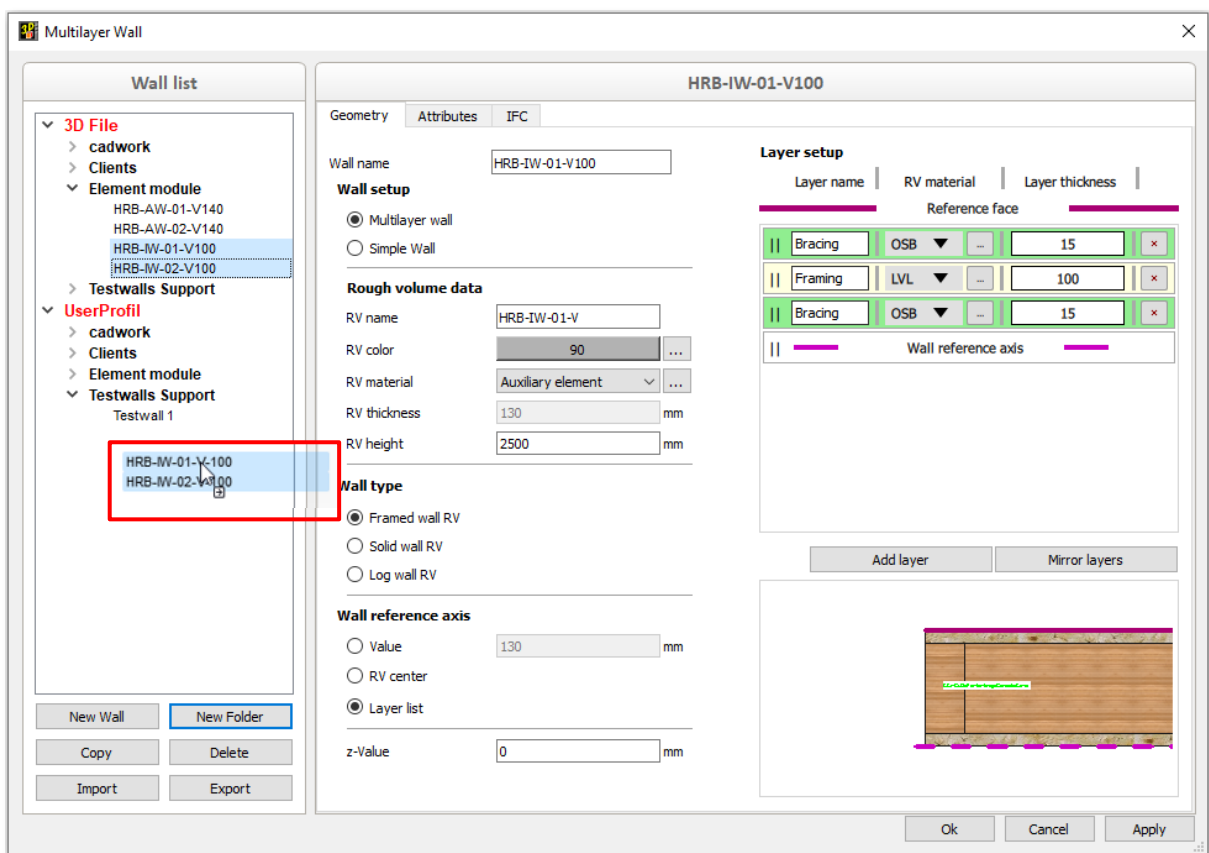 Multilayer Wall
Wall list
3D File
cadwork
Clients
Element module
HRB-AW-01-V140
HRB-AW-02-V140
HRB-IW-01-V100
HRB-IW-02-V100
Testwalls Support
UserProfil
cadwork
Clients
Element module
Testwalls Support
Testwall 1
HRB-IW-01-V-100
HRB-IW-02-V-100
New Wall New Folder
Copy Delete
Import Export
HRB-IW-01-V100
Geometry Attributes IFC
Wall name HRB-IW-01-V100
Wall setup
Multilayer wall
Simple Wall
Rough volume data
RV name HRB-IW-01-V
RV color 90 ...
RV material Auxiliary element ...
RV thickness 130 mm
RV height 2500 mm
Wall type
Framed wall RV
Solid wall RV
Log wall RV
Wall reference axis
Value 130 mm
RV center
Layer list
z-Value 0 mm
Layer setup
Layer name RV material Layer thickness
Reference face
Bracing OSB ... 15 ×
Framing LVL ... 100 ×
Bracing OSB ... 15 ×
Wall reference axis
Add layer Mirror layers
Ok Cancel Apply